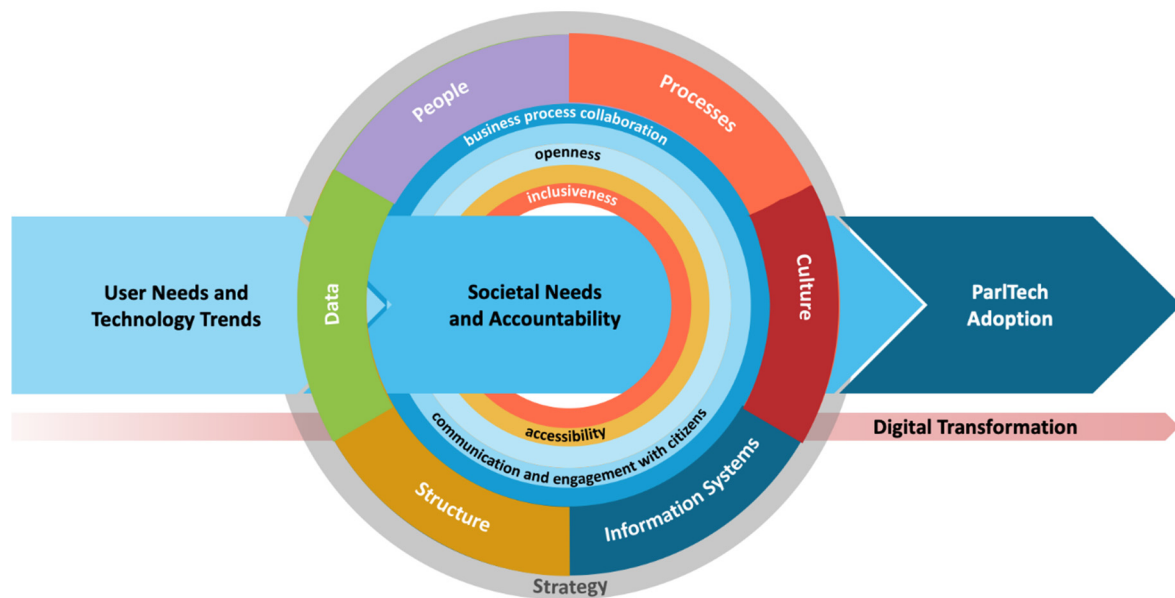 People
Processes
business process collaboration
openness
inclusiveness
User Needs and
Technology Trends
Data
Societal Needs
and Accountability
Culture
ParlTech
Adoption
accessibility
communication and engagement with citizens
Digital Transformation
Structure
Information Systems
Strategy